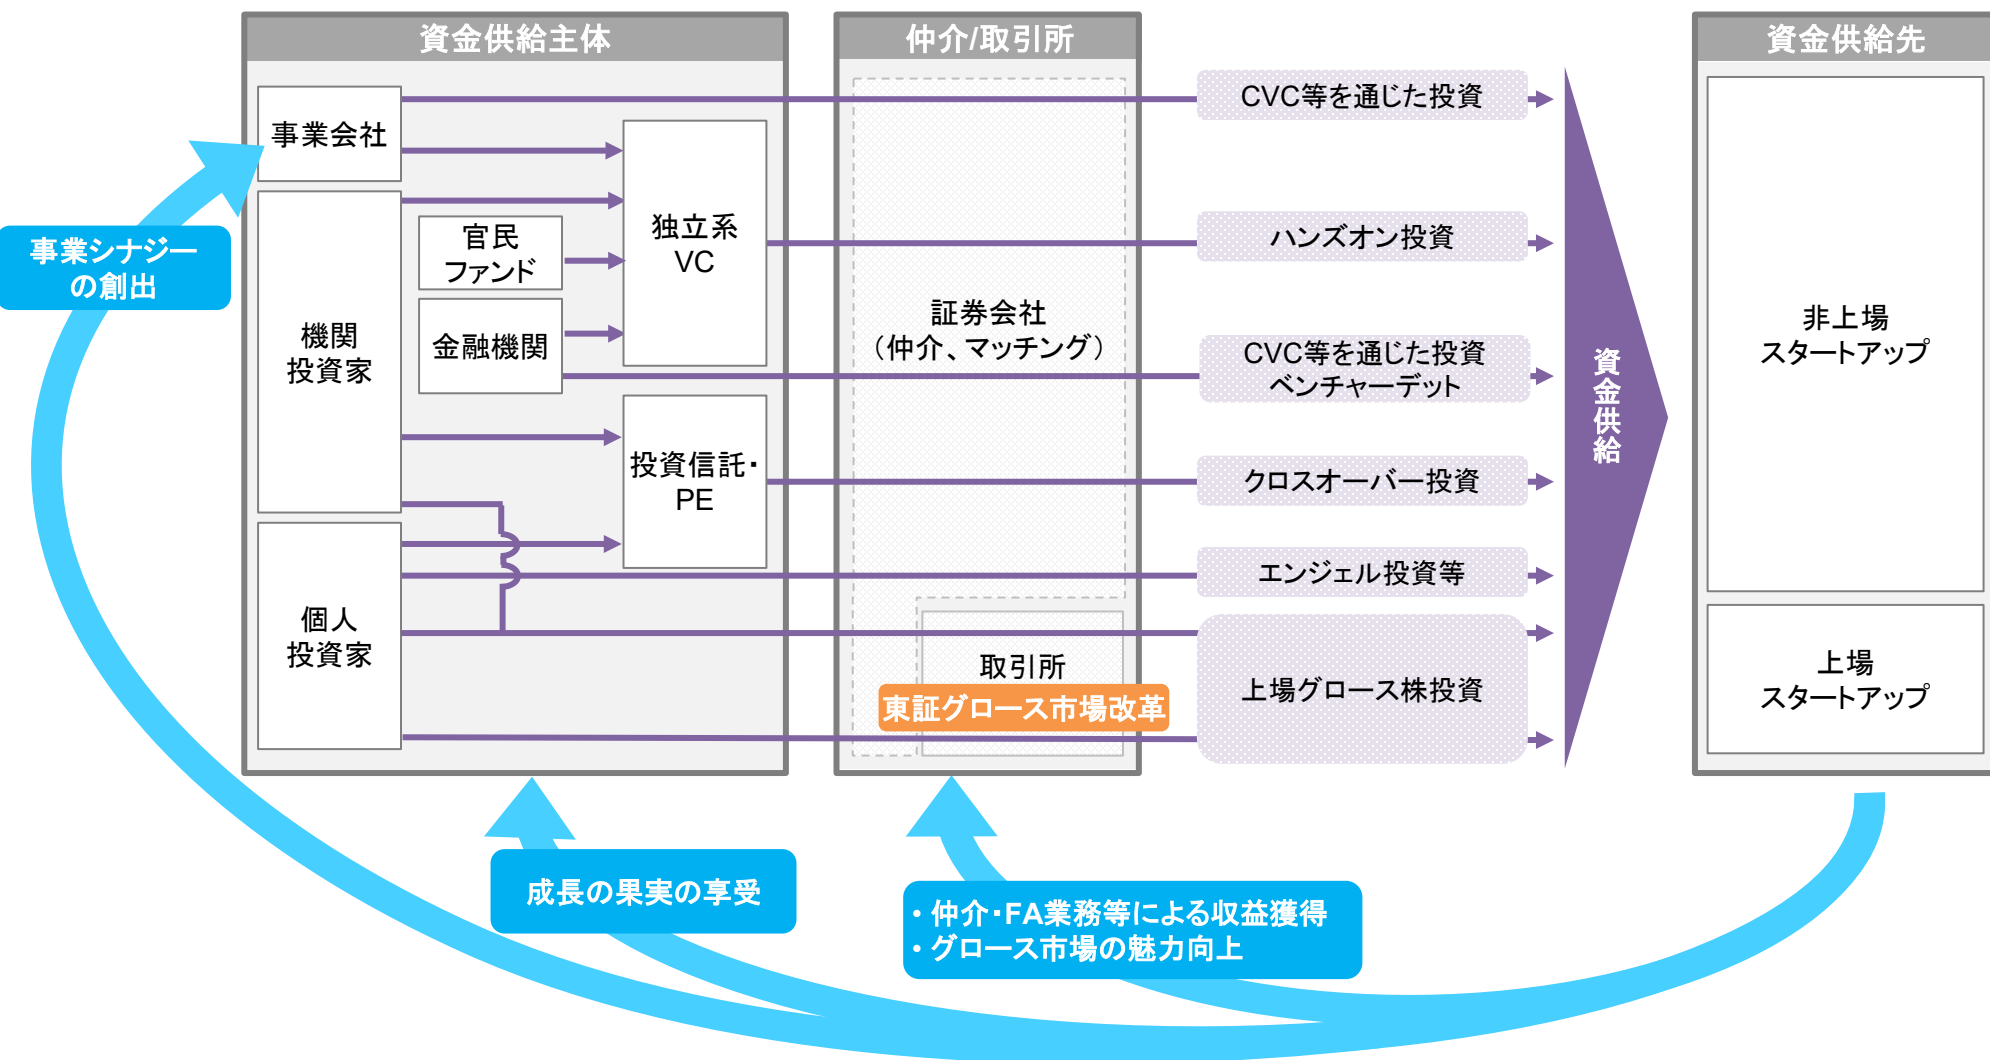 資金供給主体
仲介/取引所
資金供給先
事業会社
機関
投資家
個人
投資家
官民
ファンド
金融機関
独立系
VC
投資信託・
PE
証券会社
（仲介、マッチング）
取引所
東証グロース市場改革
CVC等を通じた投資
ハンズオン投資
CVC等を通じた投資
ベンチャーデット
クロスオーバー投資
エンジェル投資等
上場グロース株投資
資金供給
非上場
スタートアップ
上場
スタートアップ
事業シナジー
の創出
成長の果実の享受
・仲介・FA業務等による収益獲得
・グロース市場の魅力向上